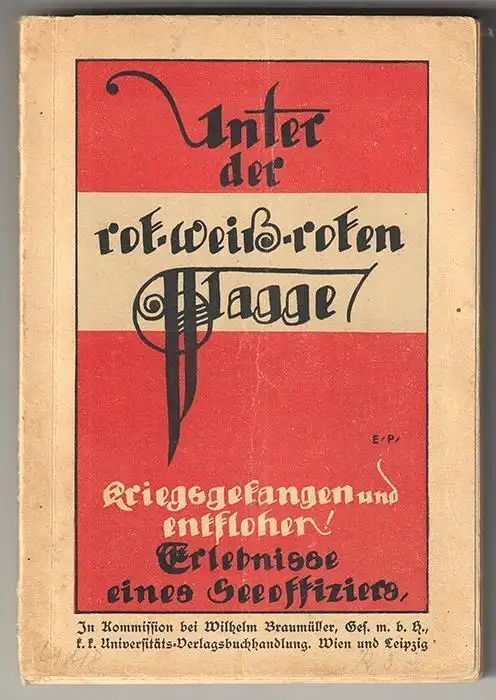 Unter
der
rot-weiß-roten
Flagge
E. P.
Kriegsgefangen und
entflohen!
Erlebnisse
eines Seeoffiziers.
In Kommission bei Wilhelm Braumüller, Ges. m. b. H.,
k. k. Universitäts-Verlagsbuchhandlung. Wien und Leipzig